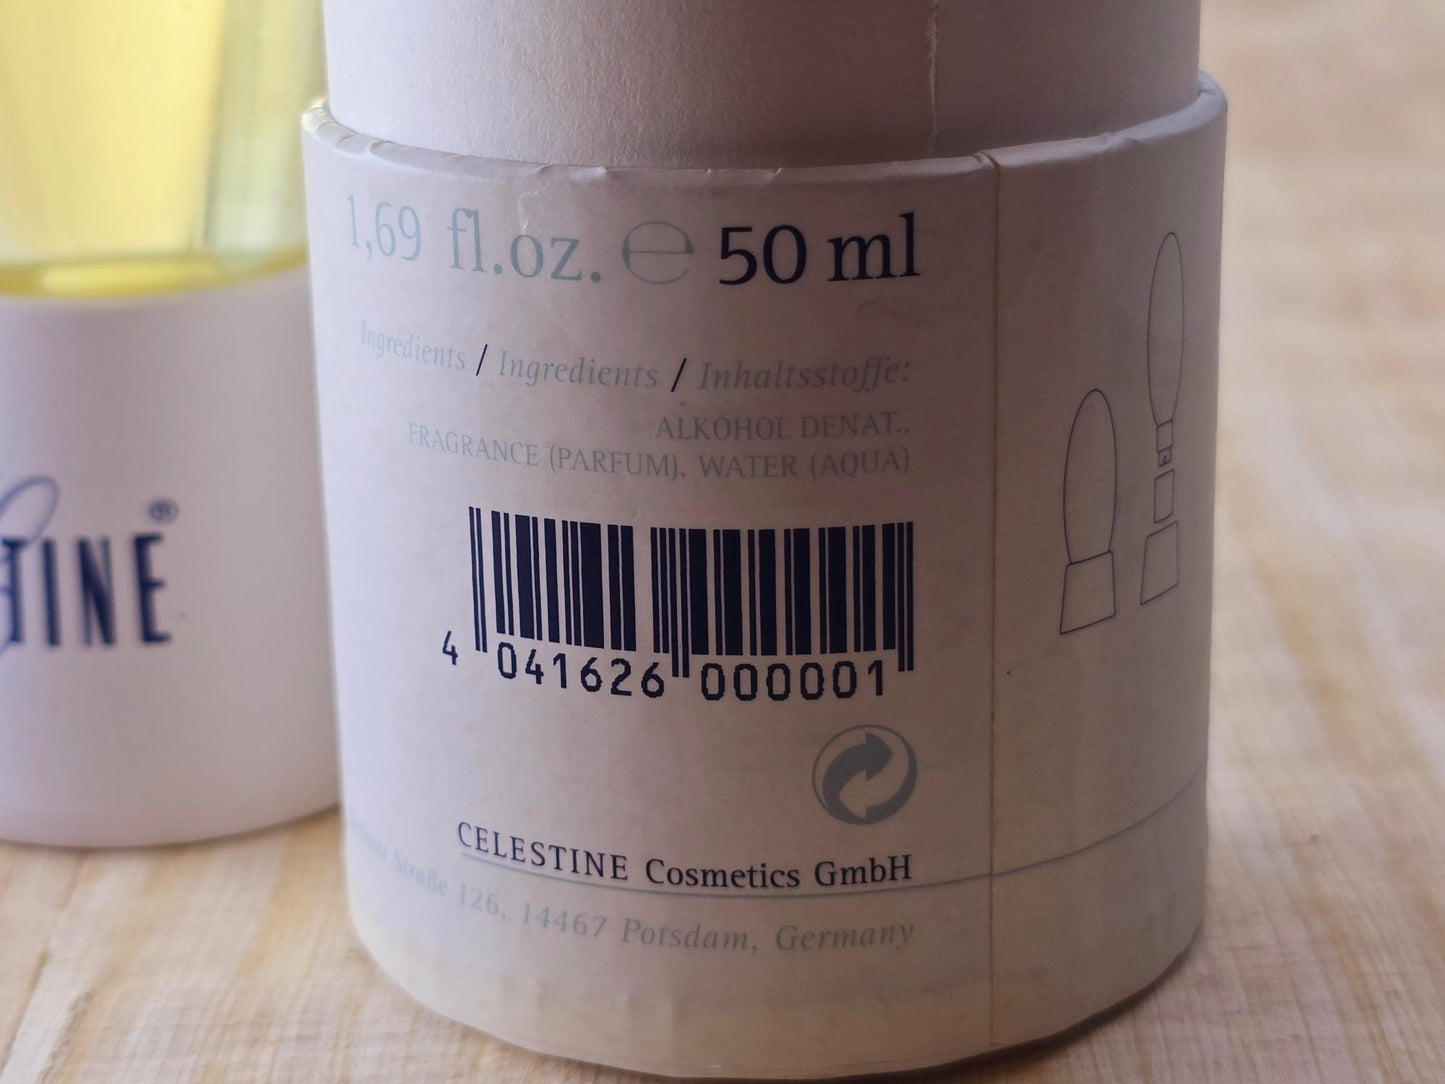 1,69 fl.oz. ℮ 50 ml
Ingrédients / Ingredients / Inhaltsstoffe:
ALKOHOL DENAT.,
FRAGRANCE (PARFUM), WATER (AQUA)
4 041626 000001
CELESTINE Cosmetics GmbH
Straße 126, 14467 Potsdam, Germany
TINE®